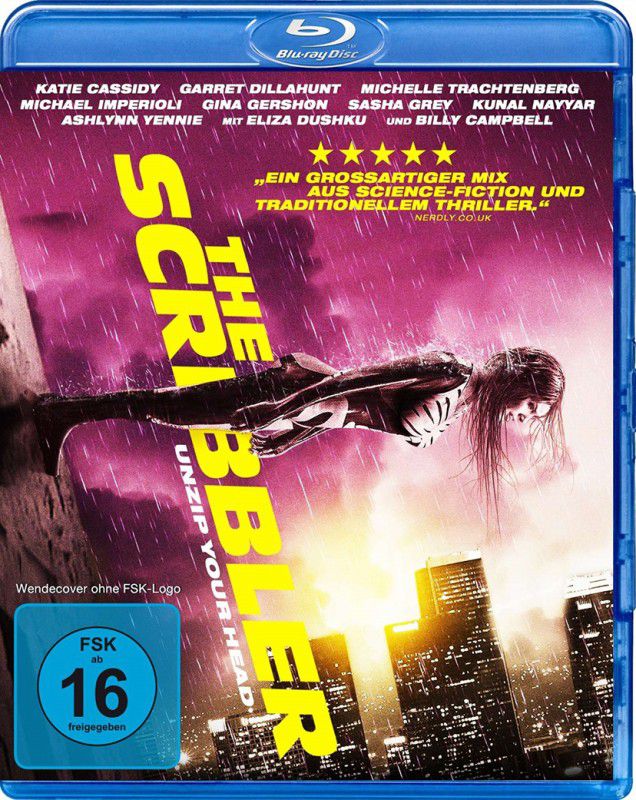 Blu-ray Disc
KATIE CASSIDY GARRET DILLAHUNT MICHELLE TRACHTENBERG
MICHAEL IMPERIOLI GINA GERSHON SASHA GREY KUNAL NAYYAR
ASHLYNN YENNIE MIT ELIZA DUSHKU UND BILLY CAMPBELL
„EIN GROSSARTIGER MIX
AUS SCIENCE-FICTION UND
TRADITIONELLEM THRILLER.“
NERDLY.CO.UK
THE
SCRIBBLER
UNZIP YOUR HEAD!
Wendecover ohne FSK-Logo
FSK
ab
16
freigegeben